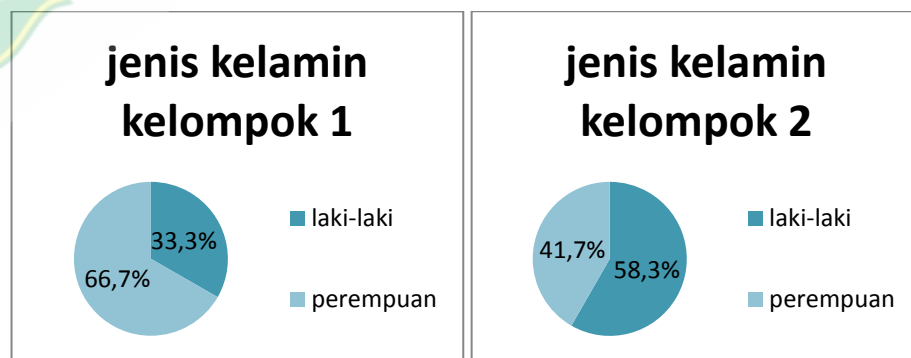 jenis kelamin
kelompok 1
33,3%
66,7%
laki-laki
perempuan
jenis kelamin
kelompok 2
41,7%
58,3%
laki-laki
perempuan